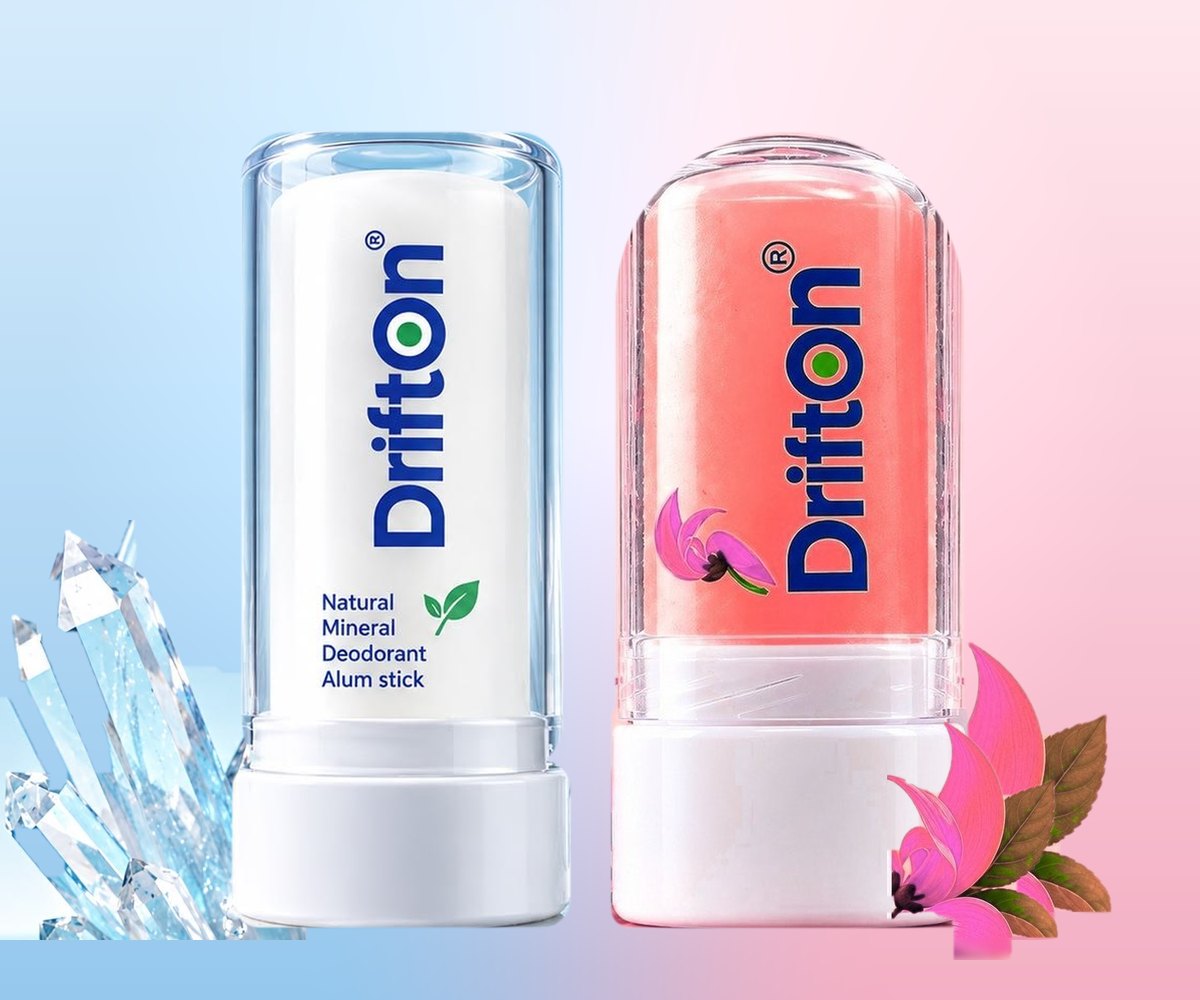 Drifton®
Natural
Mineral
Deodorant
Alum stick
Drifton®